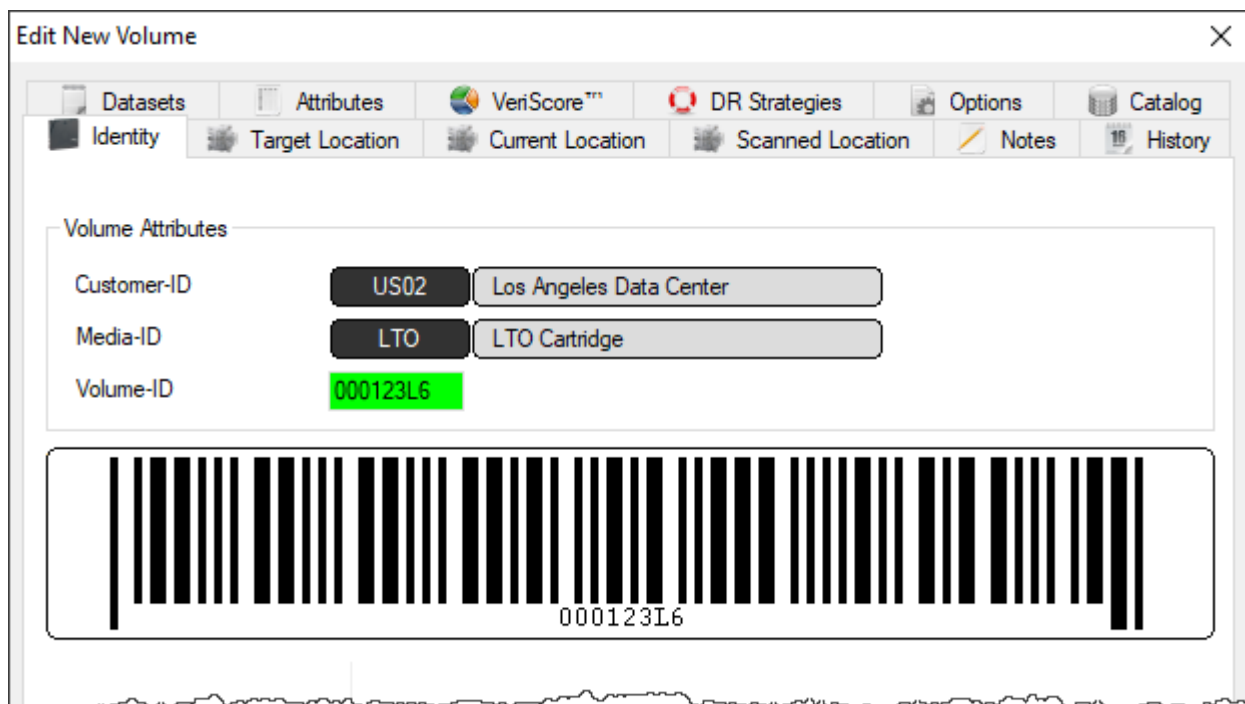 Edit New Volume
Datasets Attributes VeriScore™ DR Strategies Options Catalog
Identity Target Location Current Location Scanned Location Notes 16 History
Volume Attributes
Customer-ID US02 Los Angeles Data Center
Media-ID LTO LTO Cartridge
Volume-ID 000123L6
000123L6